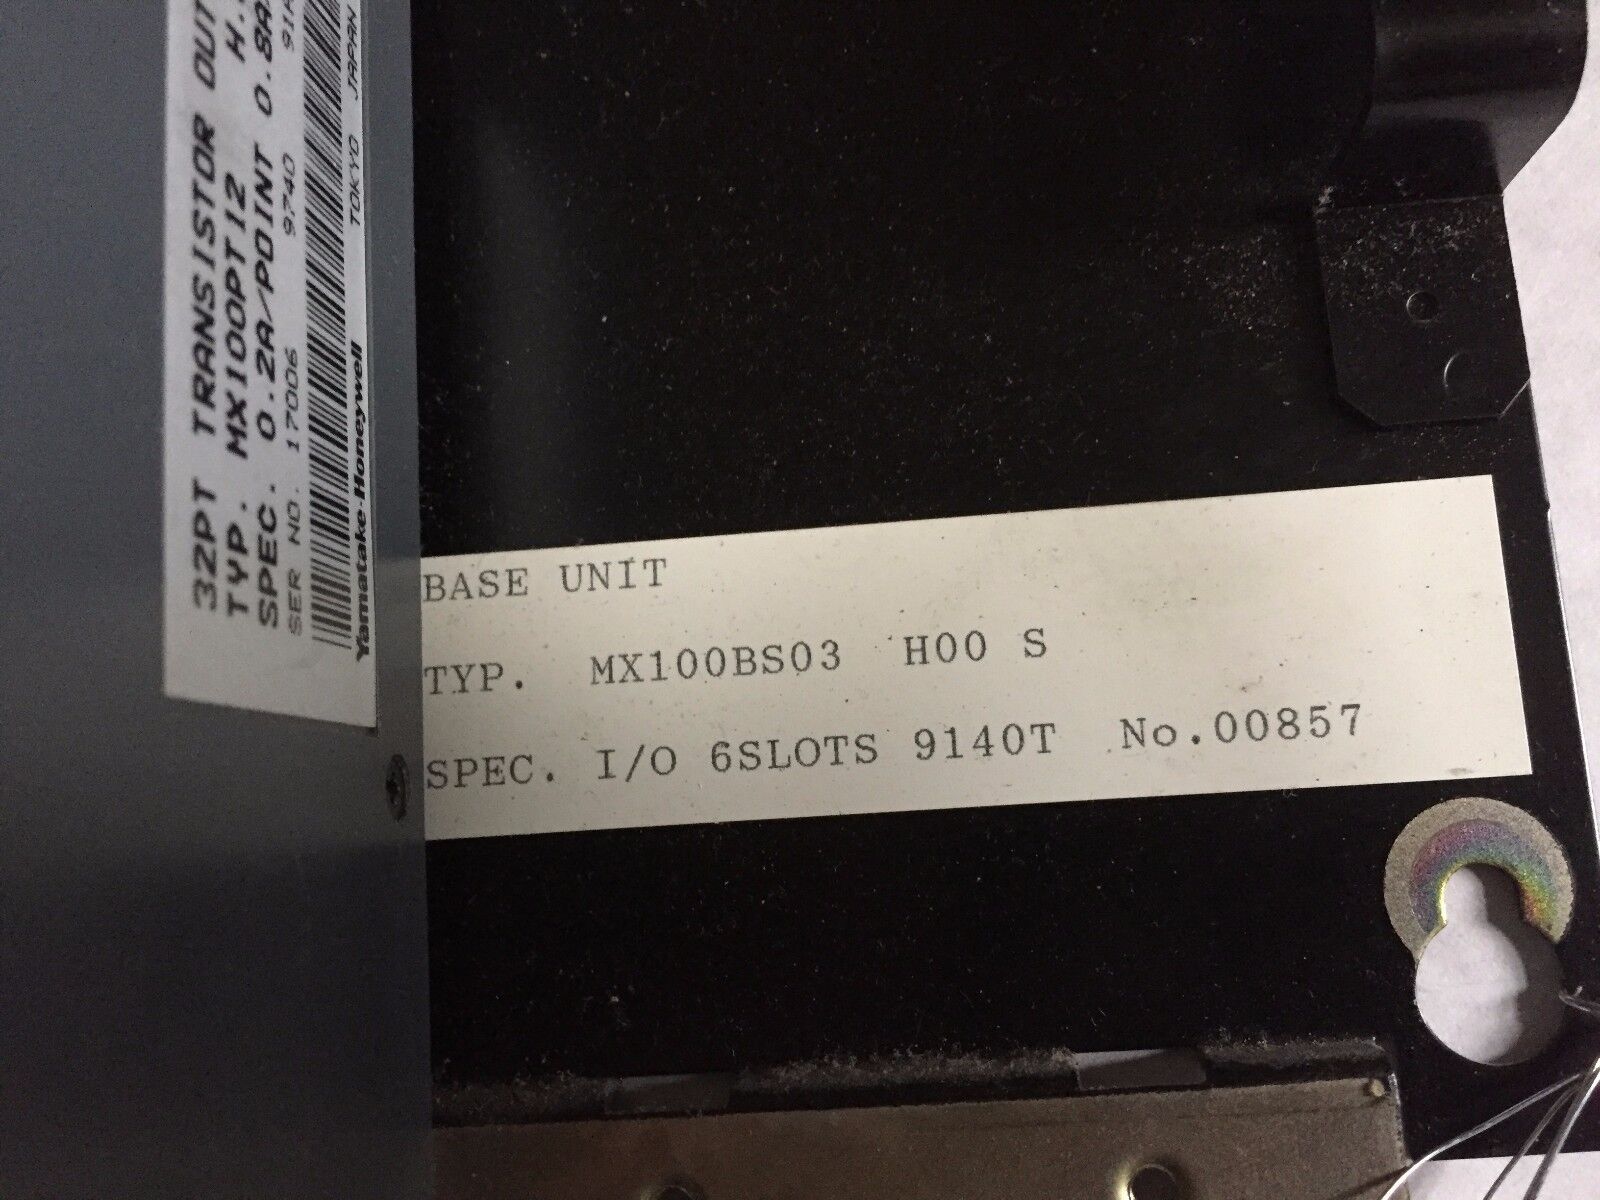 32PT TRANSISTOR OUT
TYP. MX100PT12 H.
SPEC. 0.2A/POINT 0.8A
SER NO. 17006 9740 91
Yamatake-Honeywell TOKYO JAPAN
BASE UNIT
TYP. MX100BS03 H00 S
SPEC. I/O 6SLOTS 9140T No.00857